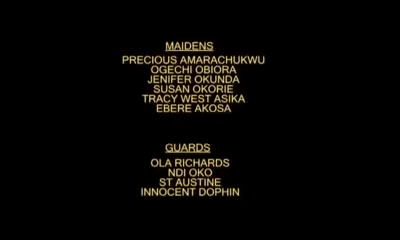 MAIDENS
PRECIOUS AMARACHUKWU
OGECHI OBIORA
JENIFER OKUNDA
SUSAN OKORIE
TRACY WEST ASIKA
EBERE AKOSA
GUARDS
OLA RICHARDS
NDI OKO
ST AUSTINE
INNOCENT DOPHIN